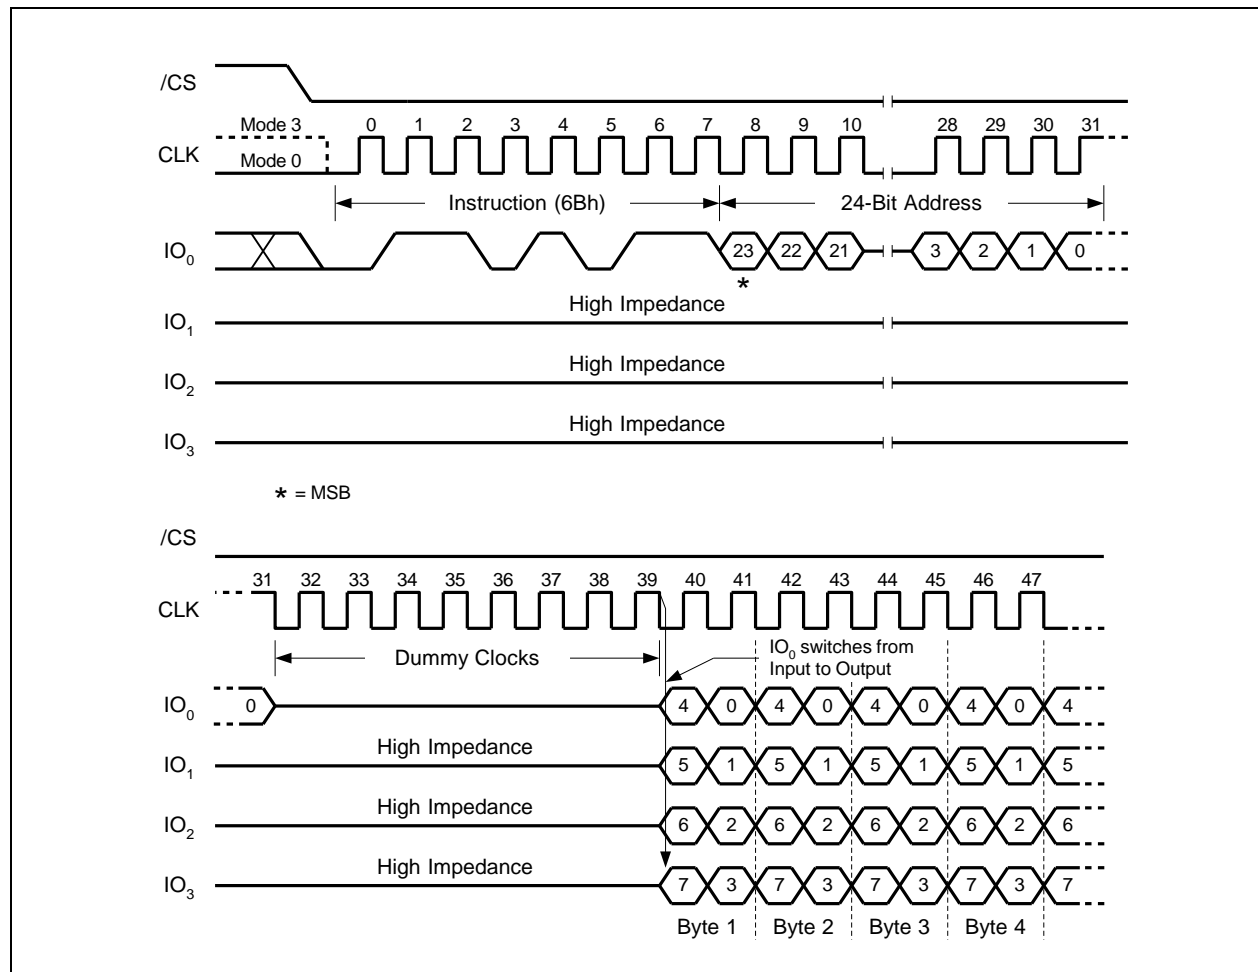 /CS
Mode 3 0 1 2 3 4 5 6 7 8 9 10 28 29 30 31
CLK
Mode 0
Instruction (6Bh) 24-Bit Address
IO0 23 22 21 3 2 1 0
*
High Impedance
IO1
High Impedance
IO2
High Impedance
IO3
* = MSB
/CS
31 32 33 34 35 36 37 38 39 40 41 42 43 44 45 46 47
CLK
Dummy Clocks
IO0 switches from
Input to Output
IO0 0 4 0 4 0 4 0 4 0 4
High Impedance
IO1 5 1 5 1 5 1 5 1 5
High Impedance
IO2 6 2 6 2 6 2 6 2 6
High Impedance
IO3 7 3 7 3 7 3 7 3 7
Byte 1 Byte 2 Byte 3 Byte 4